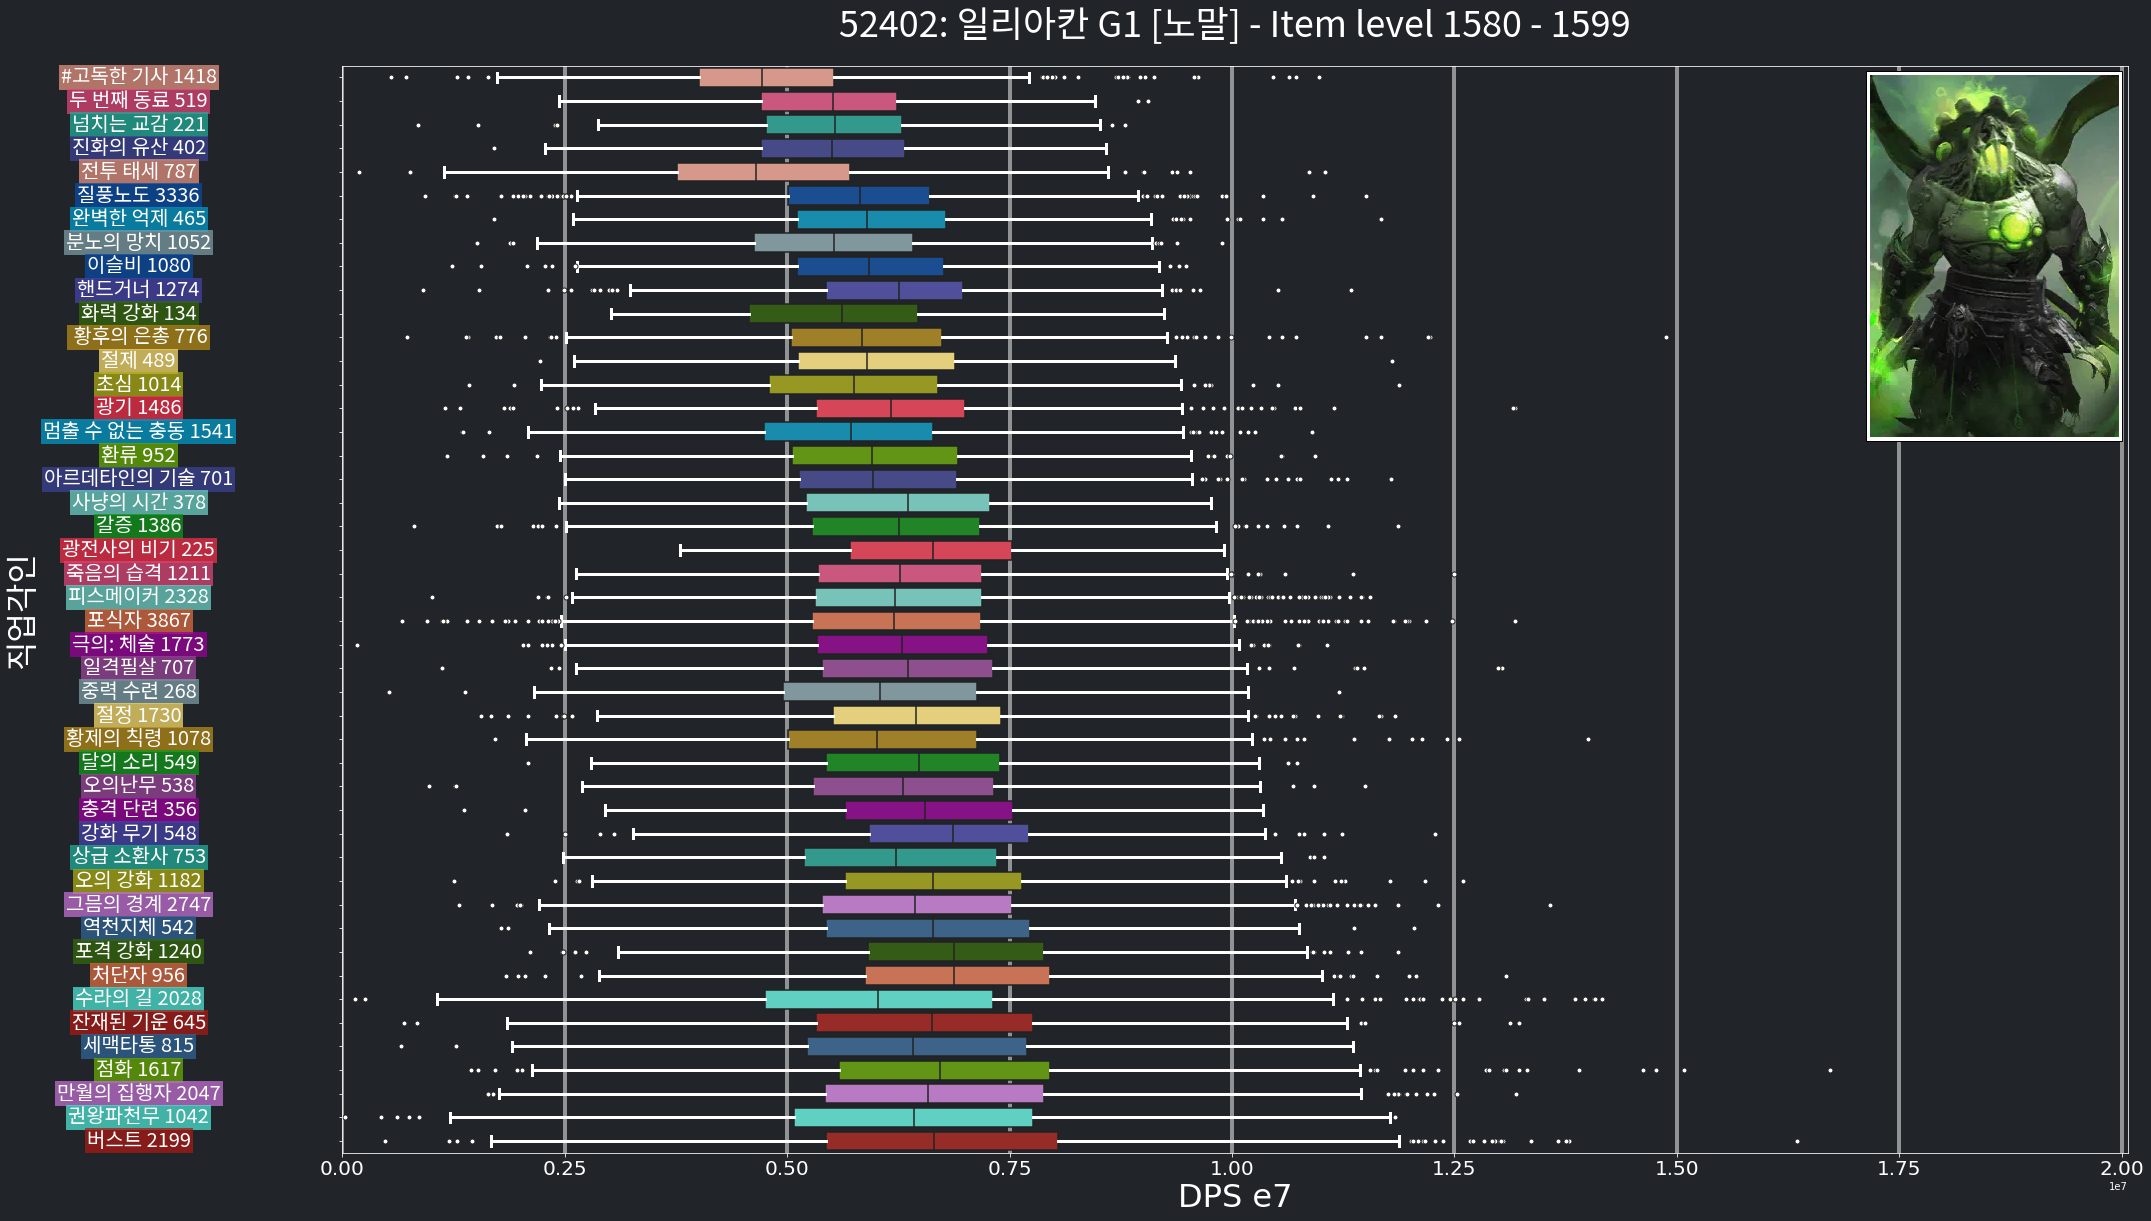 52402: 일리아칸 G1 [노말] - Item level 1580 - 1599
#고독한 기사 1418
두 번째 동료 519
넘치는 교감 221
진화의 유산 402
전투 태세 787
질풍노도 3336
완벽한 억제 465
분노의 망치 1052
이슬비 1080
핸드거너 1274
화력 강화 134
황후의 은총 776
절제 489
초심 1014
광기 1486
멈출 수 없는 충동 1541
환류 952
아르데타인의 기술 701
사냥의 시간 378
갈증 1386
광전사의 비기 225
죽음의 습격 1211
피스메이커 2328
포식자 3867
극의: 체술 1773
일격필살 707
중력 수련 268
절정 1730
황제의 칙령 1078
달의 소리 549
오의난무 538
충격 단련 356
강화 무기 548
상급 소환사 753
오의 강화 1182
그믐의 경계 2747
역천지체 542
포격 강화 1240
처단자 956
수라의 길 2028
잔재된 기운 645
세맥타통 815
점화 1617
만월의 집행자 2047
권왕파천무 1042
버스트 2199
직업각인
0.00 0.25 0.50 0.75 1.00 1.25 1.50 1.75 2.00
1e7
DPS e7